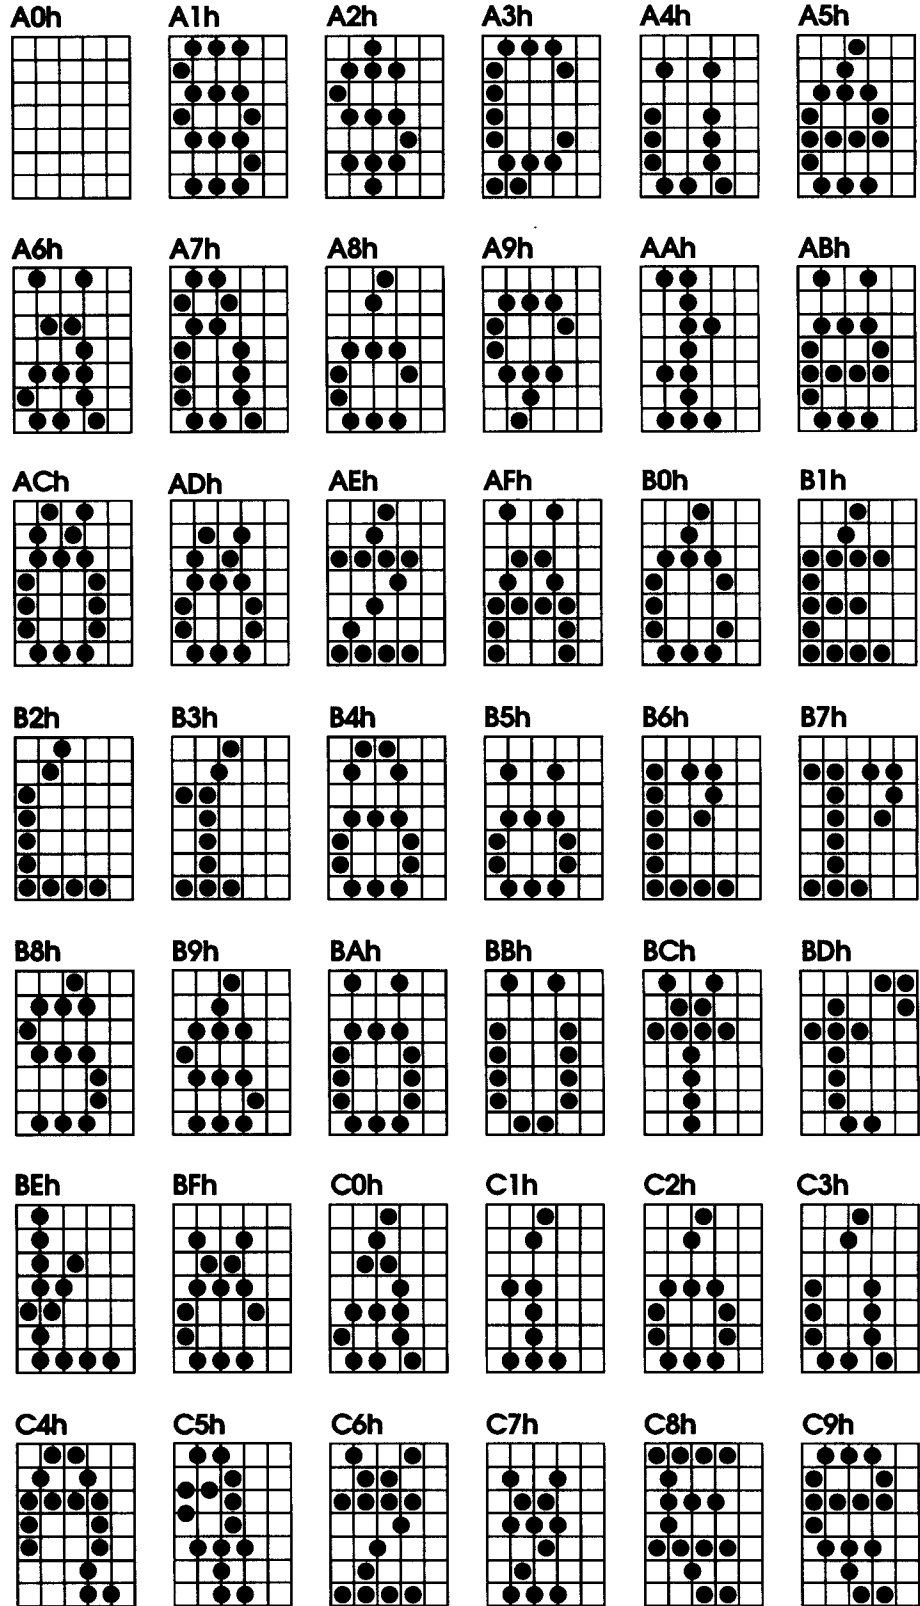 A0h A1h A2h A3h A4h A5h
A6h A7h A8h A9h AAh ABh
ACh ADh AEh AFh B0h B1h
B2h B3h B4h B5h B6h B7h
B8h B9h BAh BBh BCh BDh
BEh BFh C0h C1h C2h C3h
C4h C5h C6h C7h C8h C9h